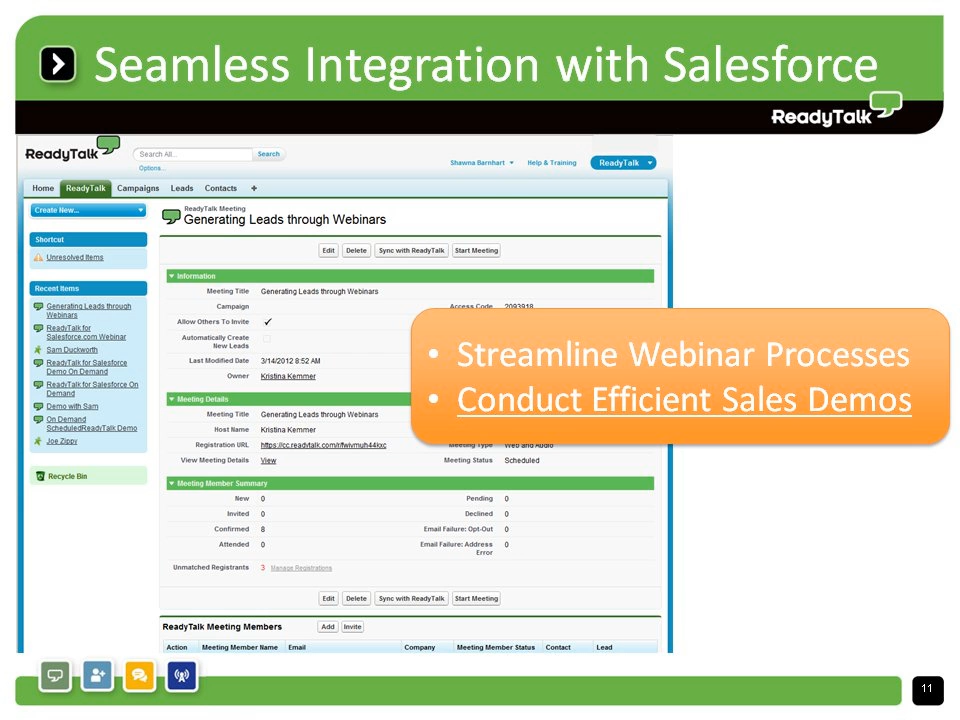 Seamless Integration with Salesforce
ReadyTalk
ReadyTalk
Search All...
Search
Options...
Shawna Barnhart
Help & Training
ReadyTalk
Home ReadyTalk Campaigns Leads Contacts +
Create New...
Shortcut
Unresolved Items
Recent Items
Generating Leads through
Webinars
ReadyTalk for
Salesforce.com Webinar
Sam Duckworth
ReadyTalk for Salesforce
Demo On Demand
ReadyTalk for Salesforce On
Demand
Demo with Sam
On Demand
ScheduledReadyTalk Demo
Joe Zippy
Recycle Bin
ReadyTalk Meeting
Generating Leads through Webinars
Edit Delete Sync with ReadyTalk Start Meeting
Information
Meeting Title Generating Leads through Webinars
Campaign Access Code 2093918
Allow Others To Invite ✓
Automatically Create
New Leads
Last Modified Date 3/14/2012 8:52 AM
Owner Kristina Kemmer
• Streamline Webinar Processes
• Conduct Efficient Sales Demos
Meeting Details
Meeting Title Generating Leads through Webinars
Host Name Kristina Kemmer
Registration URL https://cc.readytalk.com/r/fwivmuh44kxc Meeting Type Web and Audio
View Meeting Details View Meeting Status Scheduled
Meeting Member Summary
New 0 Pending 0
Invited 0 Declined 0
Confirmed 8 Email Failure: Opt-Out 0
Attended 0 Email Failure: Address
Error 0
Unmatched Registrants 3 Manage Registrations
Edit Delete Sync with ReadyTalk Start Meeting
ReadyTalk Meeting Members Add Invite
Action Meeting Member Name Email Company Meeting Member Status Contact Lead
11